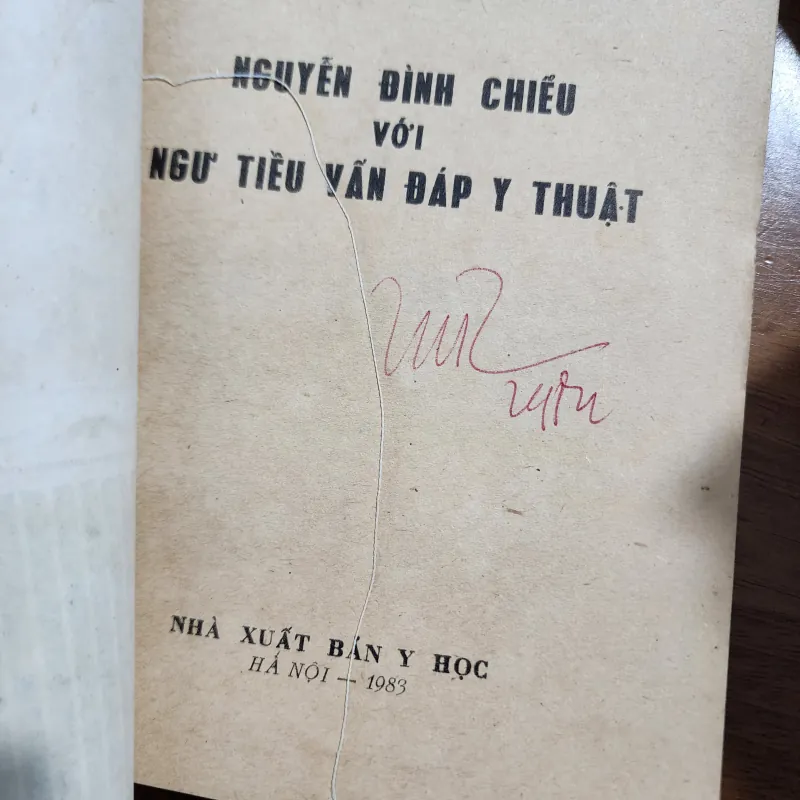 NGUYỄN ĐÌNH CHIỂU
VỚI
NGƯ TIỀU VẤN ĐÁP Y THUẬT
NHÀ XUẤT BẢN Y HỌC
HÀ NỘI — 1983